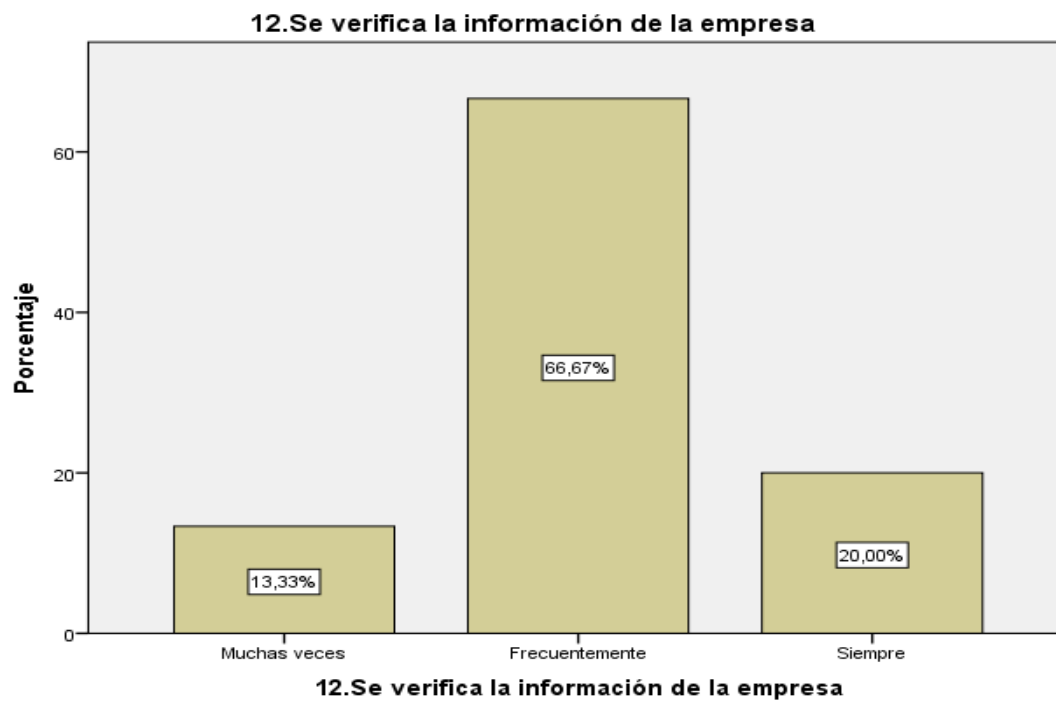 12.Se verifica la información de la empresa
Porcentaje
60
40
20
0
66,67%
13,33%
20,00%
Muchas veces
Frecuentemente
Siempre
12.Se verifica la información de la empresa